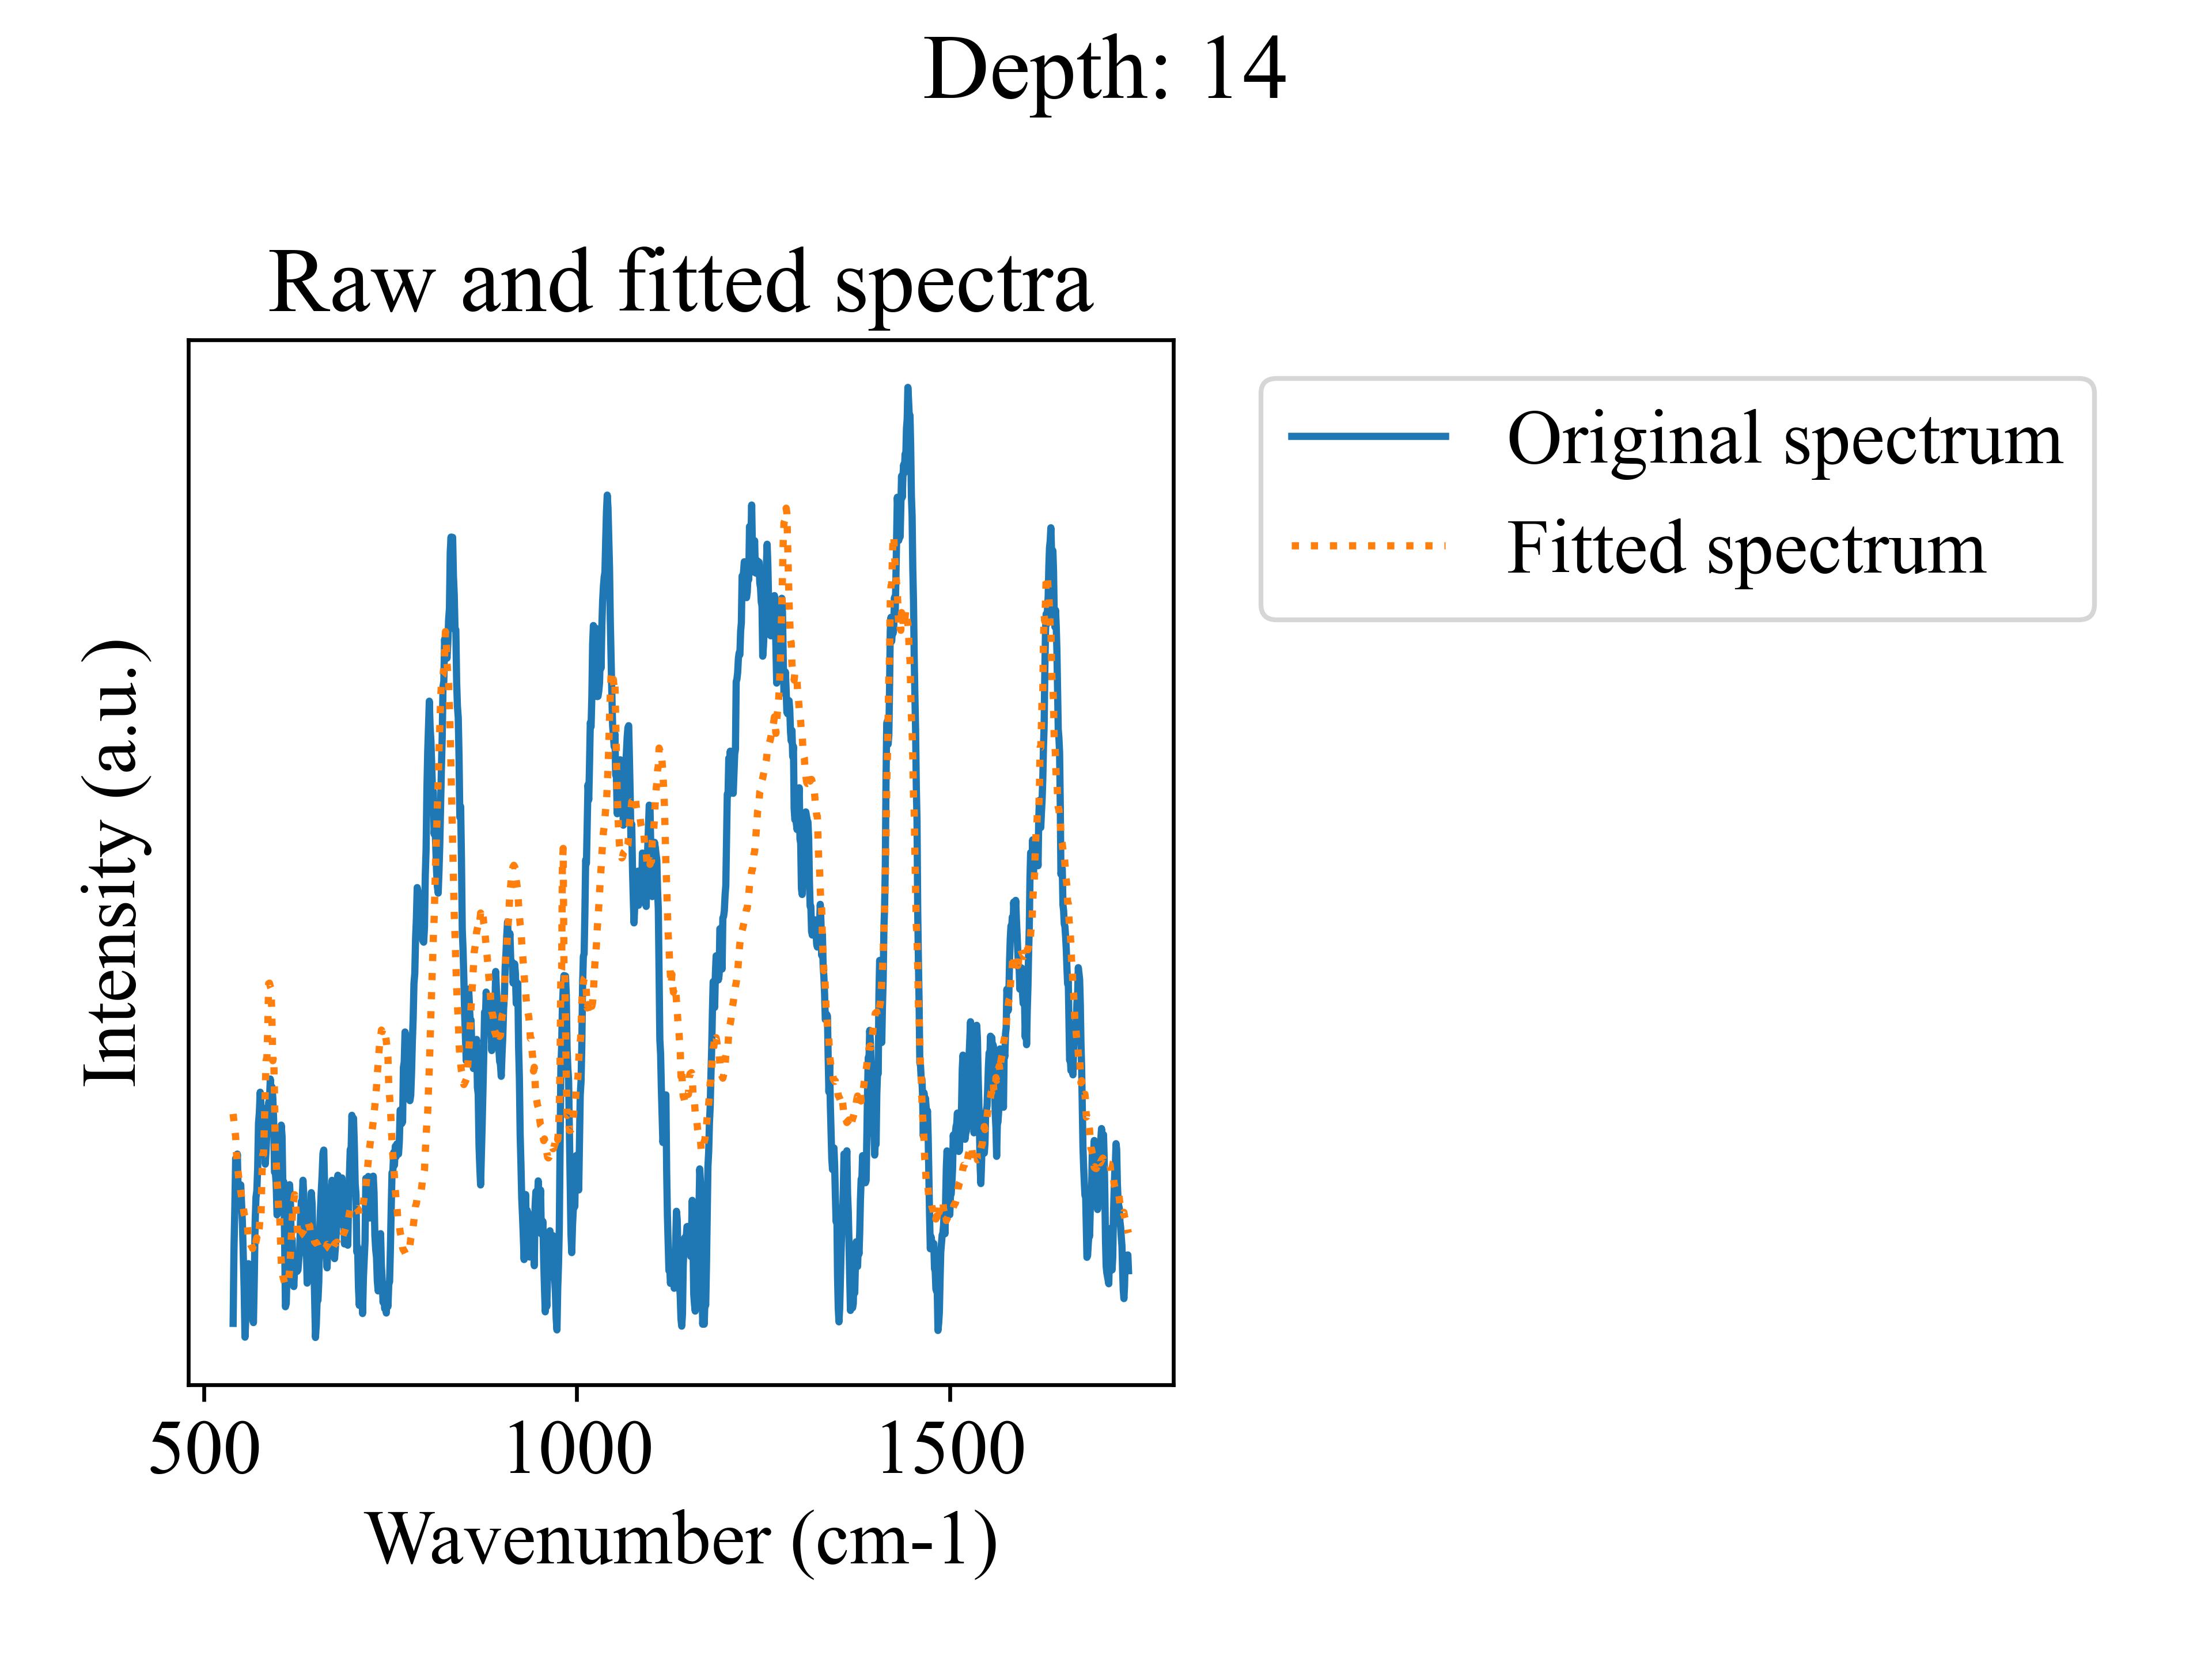 Depth: 14
Raw and fitted spectra
Original spectrum
Fitted spectrum
Intensity (a.u.)
500 1000 1500
Wavenumber (cm-1)